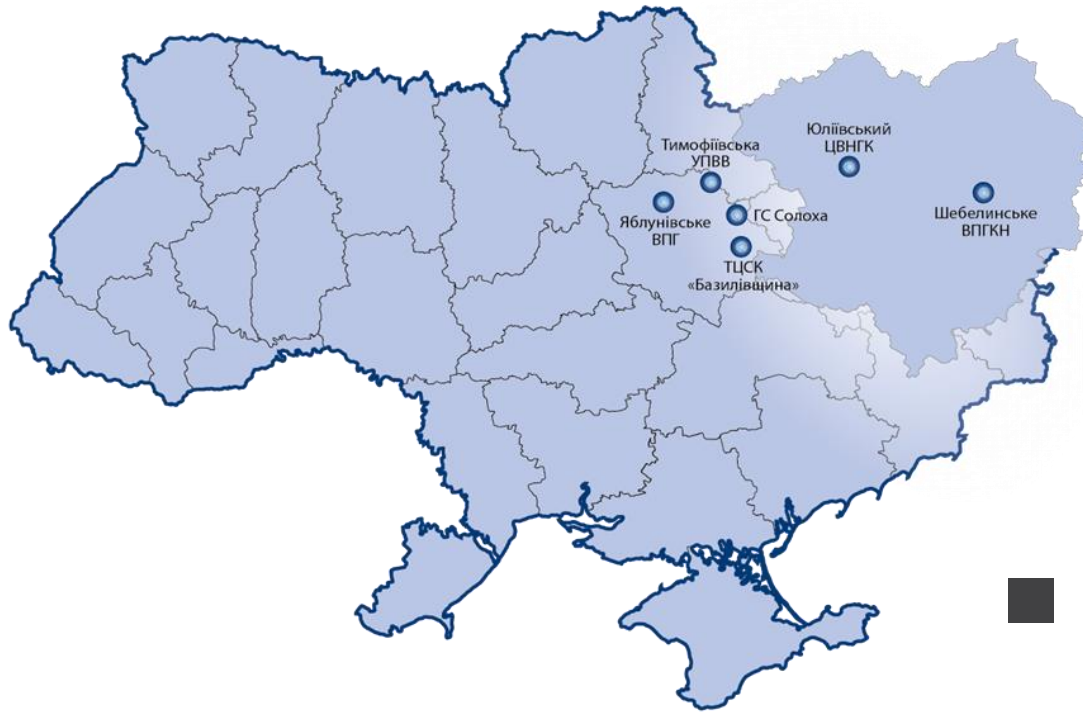 Юліївський
ЦВНГК
Тимофіївська
УПВВ
Яблунівське
ВПГ
ГС Солоха
Шебелинське
ВПГКН
ТЦСК
«Базилівщина»